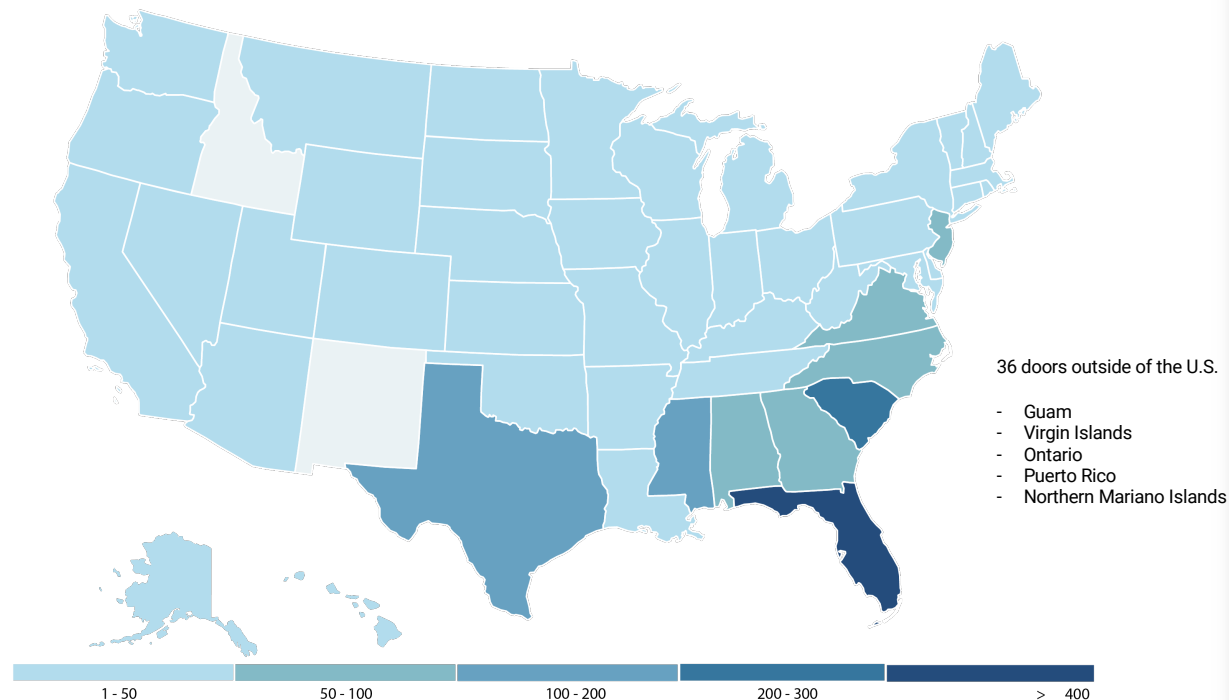 36 doors outside of the U.S.
- Guam
- Virgin Islands
- Ontario
- Puerto Rico
- Northern Mariano Islands
1 - 50
50 - 100
100 - 200
200 - 300
> 400